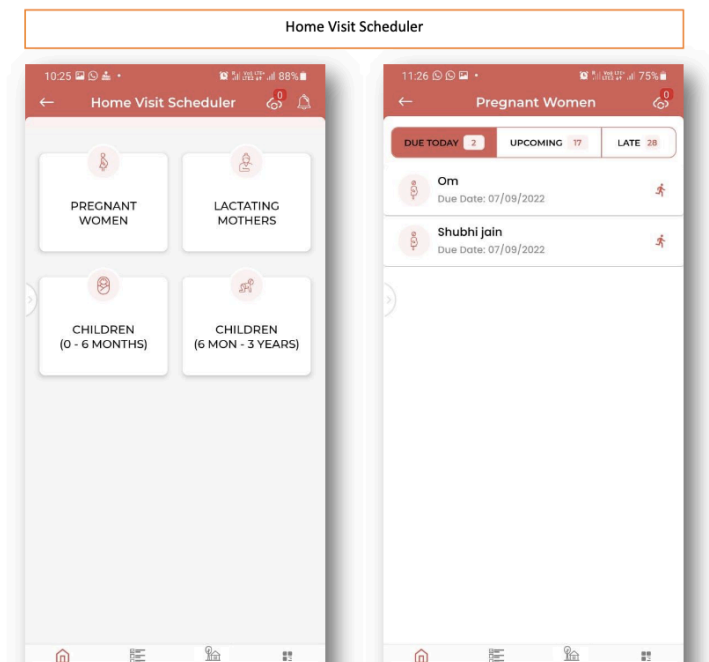 Home Visit Scheduler
10:25 88%
Home Visit Scheduler 0
PREGNANT
WOMEN
LACTATING
MOTHERS
CHILDREN
(0 - 6 MONTHS)
CHILDREN
(6 MON - 3 YEARS)
11:26 75%
Pregnant Women 0
DUE TODAY 2 UPCOMING 17 LATE 28
Om
Due Date: 07/09/2022
Shubhi jain
Due Date: 07/09/2022